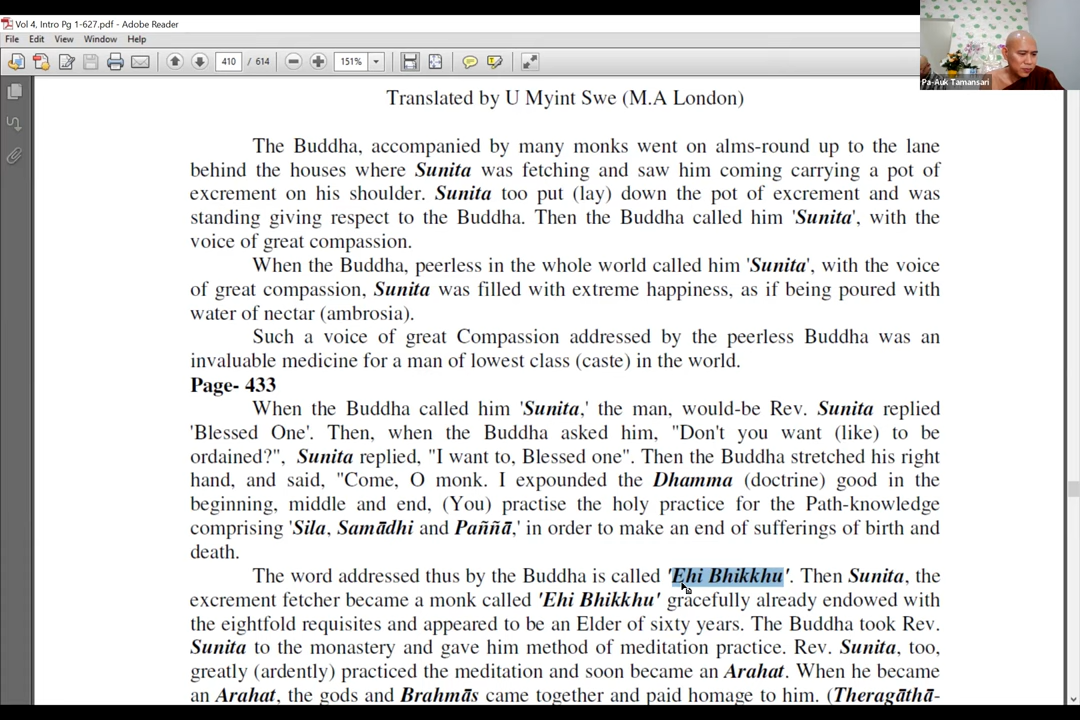 Vol 4, Intro Pg 1-627.pdf - Adobe Reader
File Edit View Window Help
410 / 614 151%
Pa-Auk Tamansari
Translated by U Myint Swe (M.A London)
The Buddha, accompanied by many monks went on alms-round up to the lane
behind the houses where Sunita was fetching and saw him coming carrying a pot of
excrement on his shoulder. Sunita too put (lay) down the pot of excrement and was
standing giving respect to the Buddha. Then the Buddha called him 'Sunita', with the
voice of great compassion.
When the Buddha, peerless in the whole world called him 'Sunita', with the voice
of great compassion, Sunita was filled with extreme happiness, as if being poured with
water of nectar (ambrosia).
Such a voice of great Compassion addressed by the peerless Buddha was an
invaluable medicine for a man of lowest class (caste) in the world.
Page- 433
When the Buddha called him 'Sunita,' the man, would-be Rev. Sunita replied
'Blessed One'. Then, when the Buddha asked him, "Don't you want (like) to be
ordained?", Sunita replied, "I want to, Blessed one". Then the Buddha stretched his right
hand, and said, "Come, O monk. I expounded the Dhamma (doctrine) good in the
beginning, middle and end, (You) practise the holy practice for the Path-knowledge
comprising 'Sila, Samādhi and Paññā,' in order to make an end of sufferings of birth and
death.
The word addressed thus by the Buddha is called 'Ehi Bhikkhu'. Then Sunita, the
excrement fetcher became a monk called 'Ehi Bhikkhu' gracefully already endowed with
the eightfold requisites and appeared to be an Elder of sixty years. The Buddha took Rev.
Sunita to the monastery and gave him method of meditation practice. Rev. Sunita, too,
greatly (ardently) practiced the meditation and soon became an Arahat. When he became
an Arahat, the gods and Brahmās came together and paid homage to him. (Theragāthā-